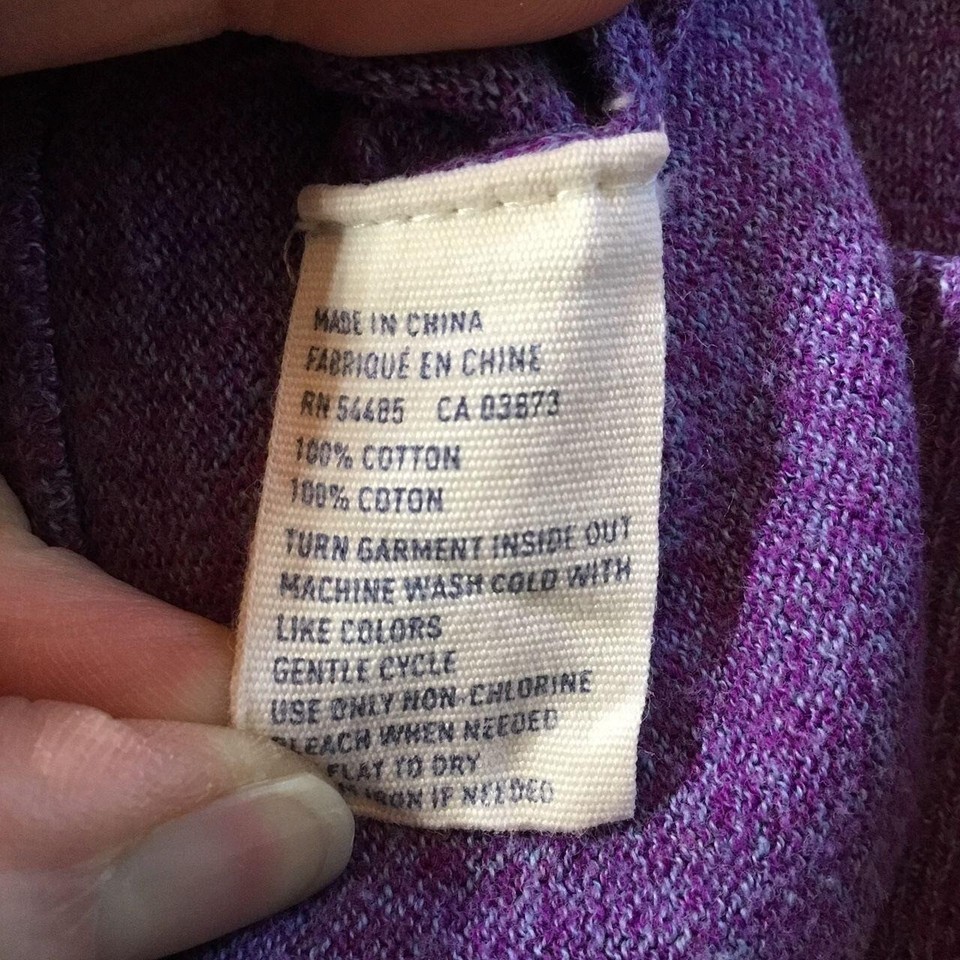 MADE IN CHINA
FABRIQUÉ EN CHINE
RN 54485 CA 03873
100% COTTON
100% COTON
TURN GARMENT INSIDE OUT
MACHINE WASH COLD WITH
LIKE COLORS
GENTLE CYCLE
USE ONLY NON-CHLORINE
BLEACH WHEN NEEDED
FLAT TO DRY
IRON IF NEEDED